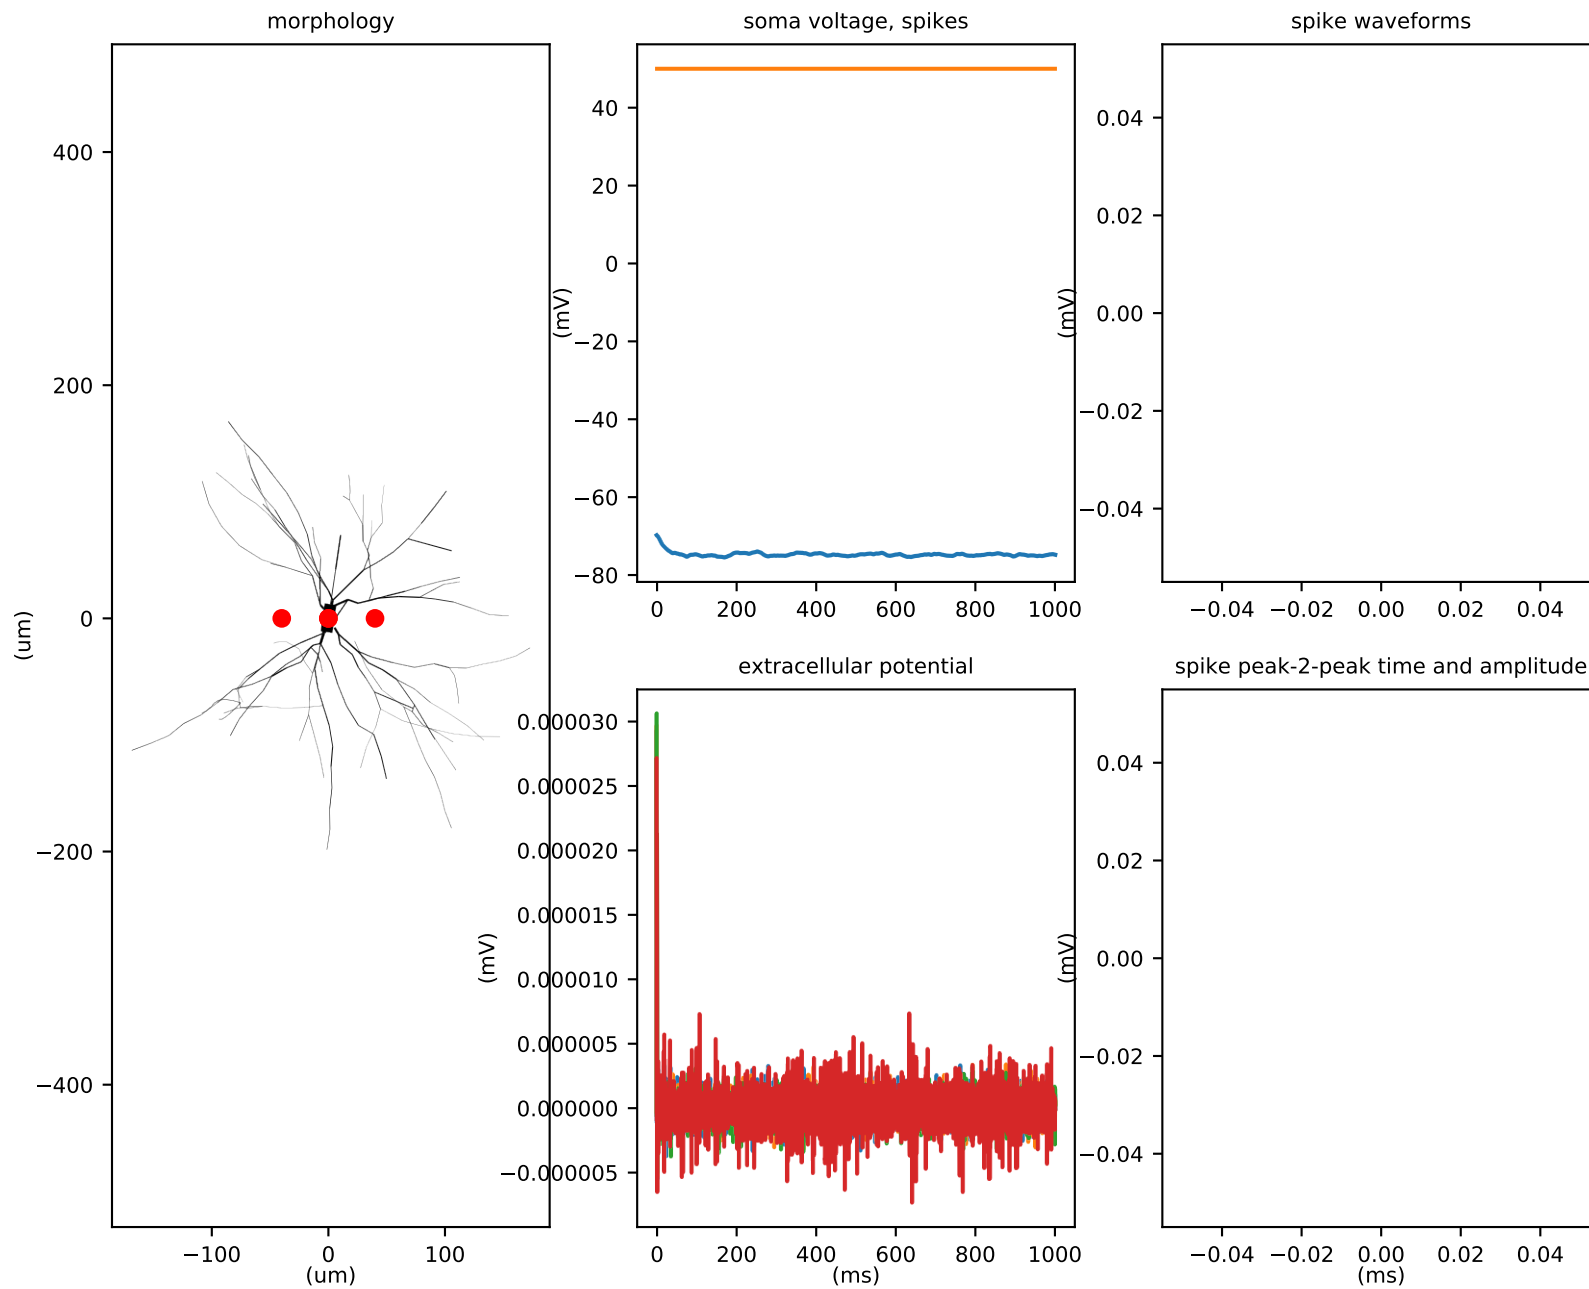 morphology
400
200
0
−200
−400
(um)
−100 0 100
(um)
soma voltage, spikes
40
20
0
−20
−40
−60
−80
(mV)
0 200 400 600 800 1000
spike waveforms
0.04
0.02
0.00
−0.02
−0.04
(mV)
−0.04 −0.02 0.00 0.02 0.04
extracellular potential
0.000030
0.000025
0.000020
0.000015
0.000010
0.000005
0.000000
−0.000005
(mV)
0 200 400 600 800 1000
(ms)
spike peak-2-peak time and amplitude
0.04
0.02
0.00
−0.02
−0.04
(mV)
−0.04 −0.02 0.00 0.02 0.04
(ms)